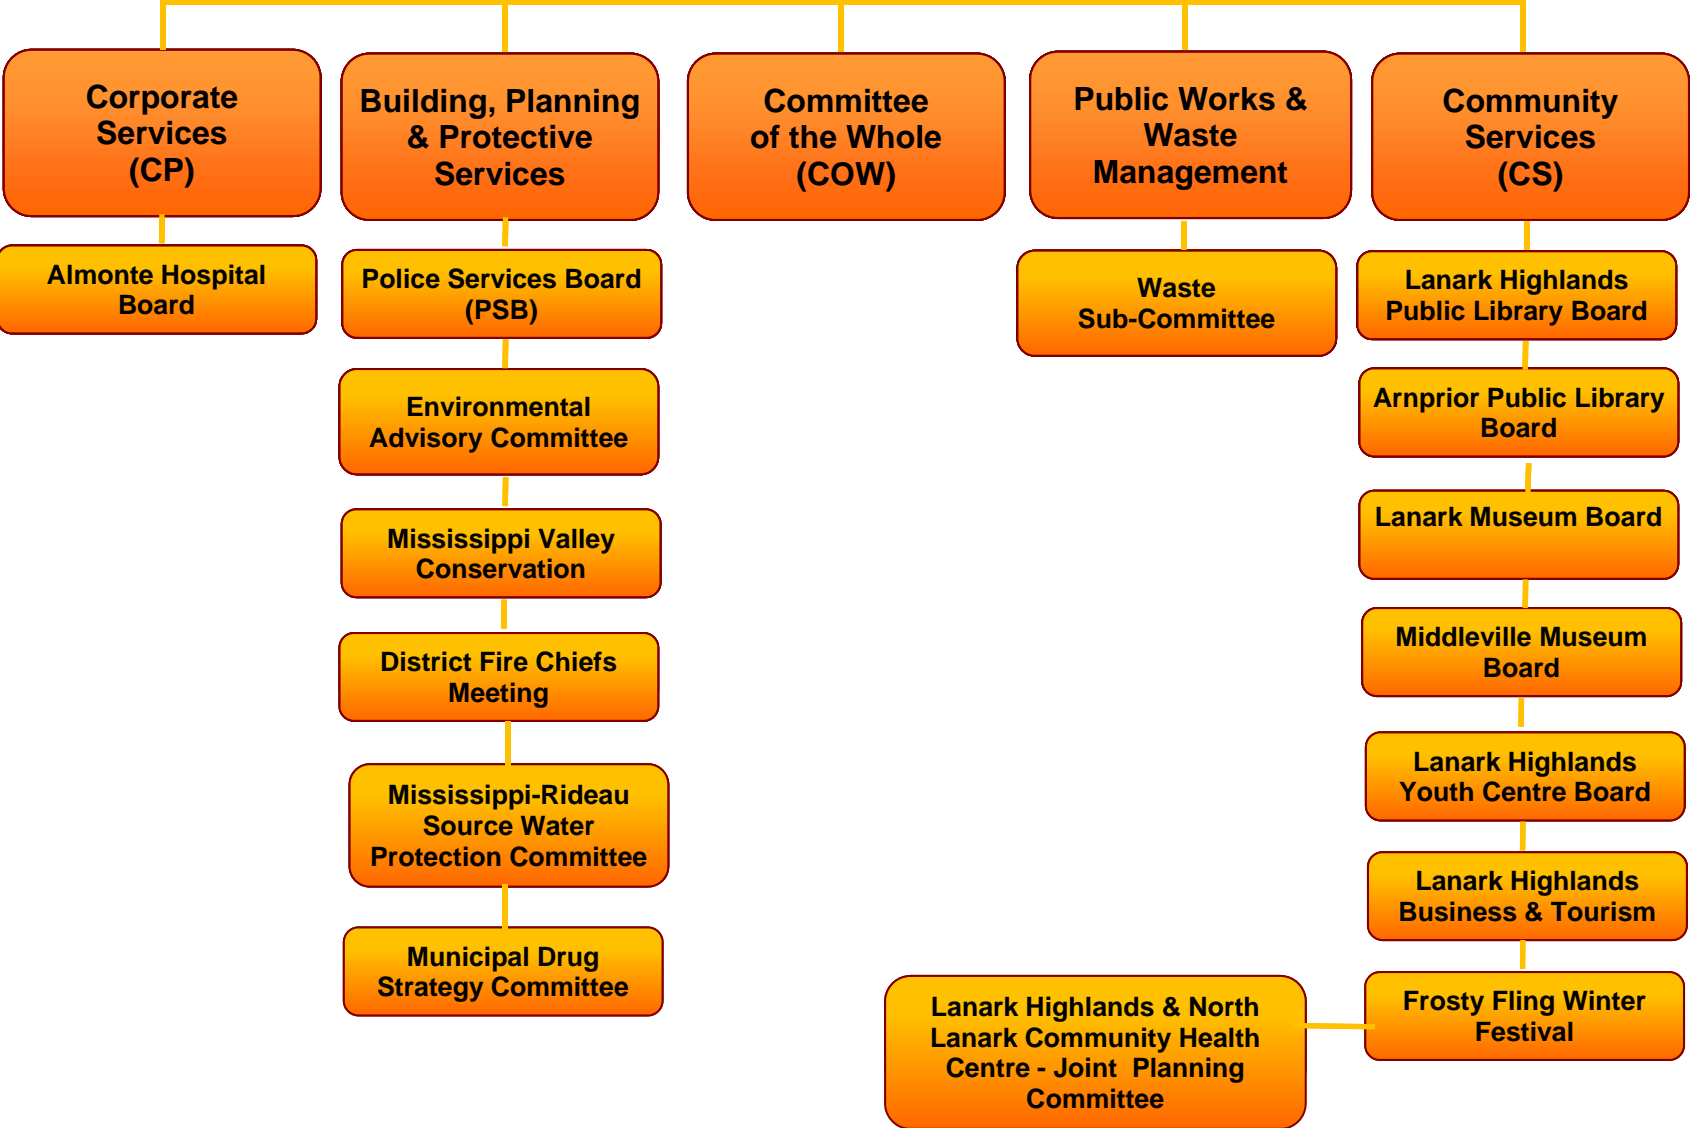 Corporate
Services
(CP)
Building, Planning
& Protective
Services
Committee
of the Whole
(COW)
Public Works &
Waste
Management
Community
Services
(CS)
Almonte Hospital
Board
Police Services Board
(PSB)
Environmental
Advisory Committee
Mississippi Valley
Conservation
District Fire Chiefs
Meeting
Mississippi-Rideau
Source Water
Protection Committee
Municipal Drug
Strategy Committee
Waste
Sub-Committee
Lanark Highlands
Public Library Board
Arnprior Public Library
Board
Lanark Museum Board
Middleville Museum
Board
Lanark Highlands
Youth Centre Board
Lanark Highlands
Business & Tourism
Frosty Fling Winter
Festival
Lanark Highlands & North
Lanark Community Health
Centre - Joint  Planning
Committee